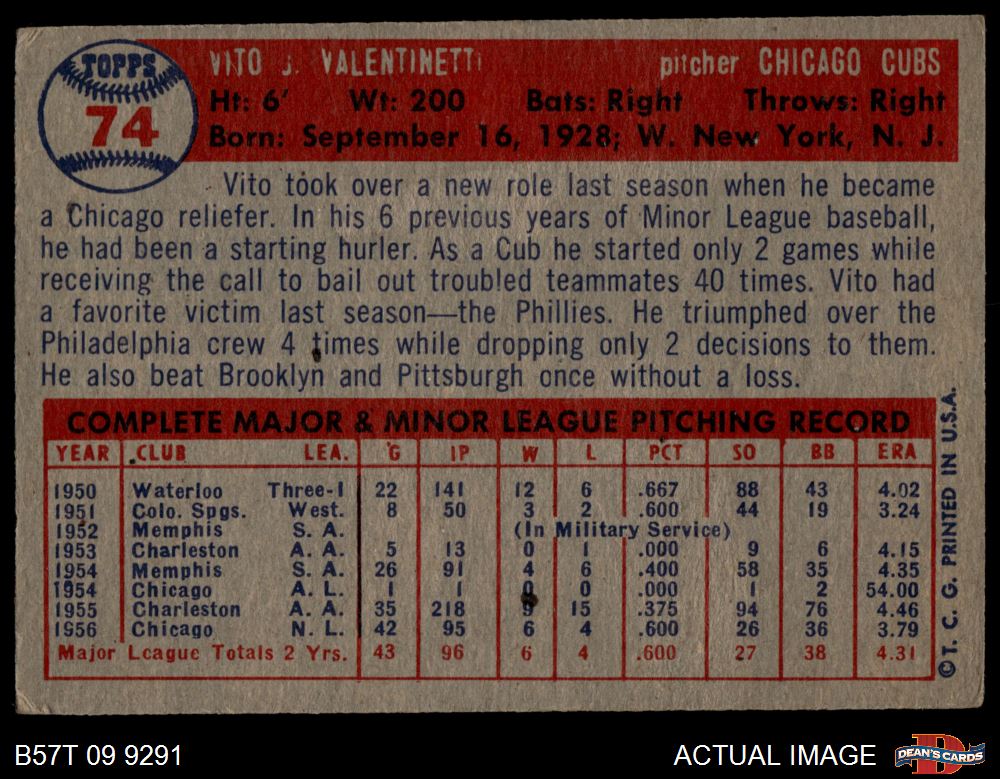 TOPPS
74
VITO J. VALENTINETTI pitcher CHICAGO CUBS
Ht: 6' Wt: 200 Bats: Right Throws: Right
Born: September 16, 1928; W. New York, N. J.
Vito took over a new role last season when he became
a Chicago reliefer. In his 6 previous years of Minor League baseball,
he had been a starting hurler. As a Cub he started only 2 games while
receiving the call to bail out troubled teammates 40 times. Vito had
a favorite victim last season—the Phillies. He triumphed over the
Philadelphia crew 4 times while dropping only 2 decisions to them.
He also beat Brooklyn and Pittsburgh once without a loss.
COMPLETE MAJOR & MINOR LEAGUE PITCHING RECORD
YEAR CLUB LEA. G IP W L PCT SO BB ERA
1950 Waterloo Three-I 22 141 12 6 .667 88 43 4.02
1951 Colo. Spgs. West. 8 50 3 2 .600 44 19 3.24
1952 Memphis S. A. (In Military Service)
1953 Charleston A. A. 5 13 0 1 .000 9 6 4.15
1954 Memphis S. A. 26 91 4 6 .400 58 35 4.35
1954 Chicago A. L. 1 1 0 0 .000 1 2 54.00
1955 Charleston A. A. 35 218 9 15 .375 94 76 4.46
1956 Chicago N. L. 42 95 6 4 .600 26 36 3.79
Major League Totals 2 Yrs. 43 96 6 4 .600 27 38 4.31
© T. C. G. PRINTED IN U.S.A.
B57T 09 9291 ACTUAL IMAGE DEAN'S CARDS